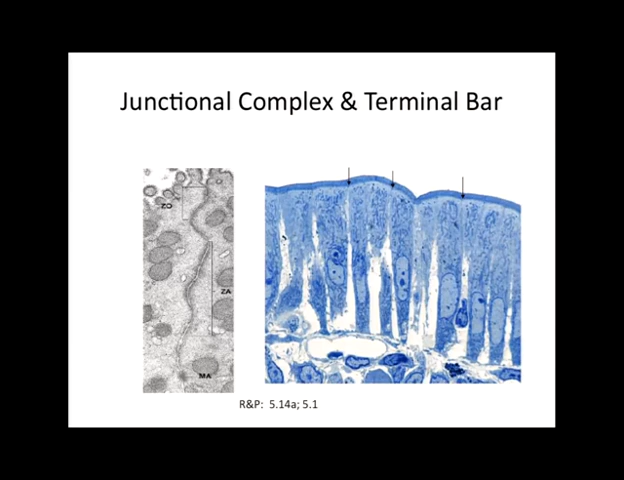 Junctional Complex & Terminal Bar
ZO
ZA
MA
R&P: 5.14a; 5.1